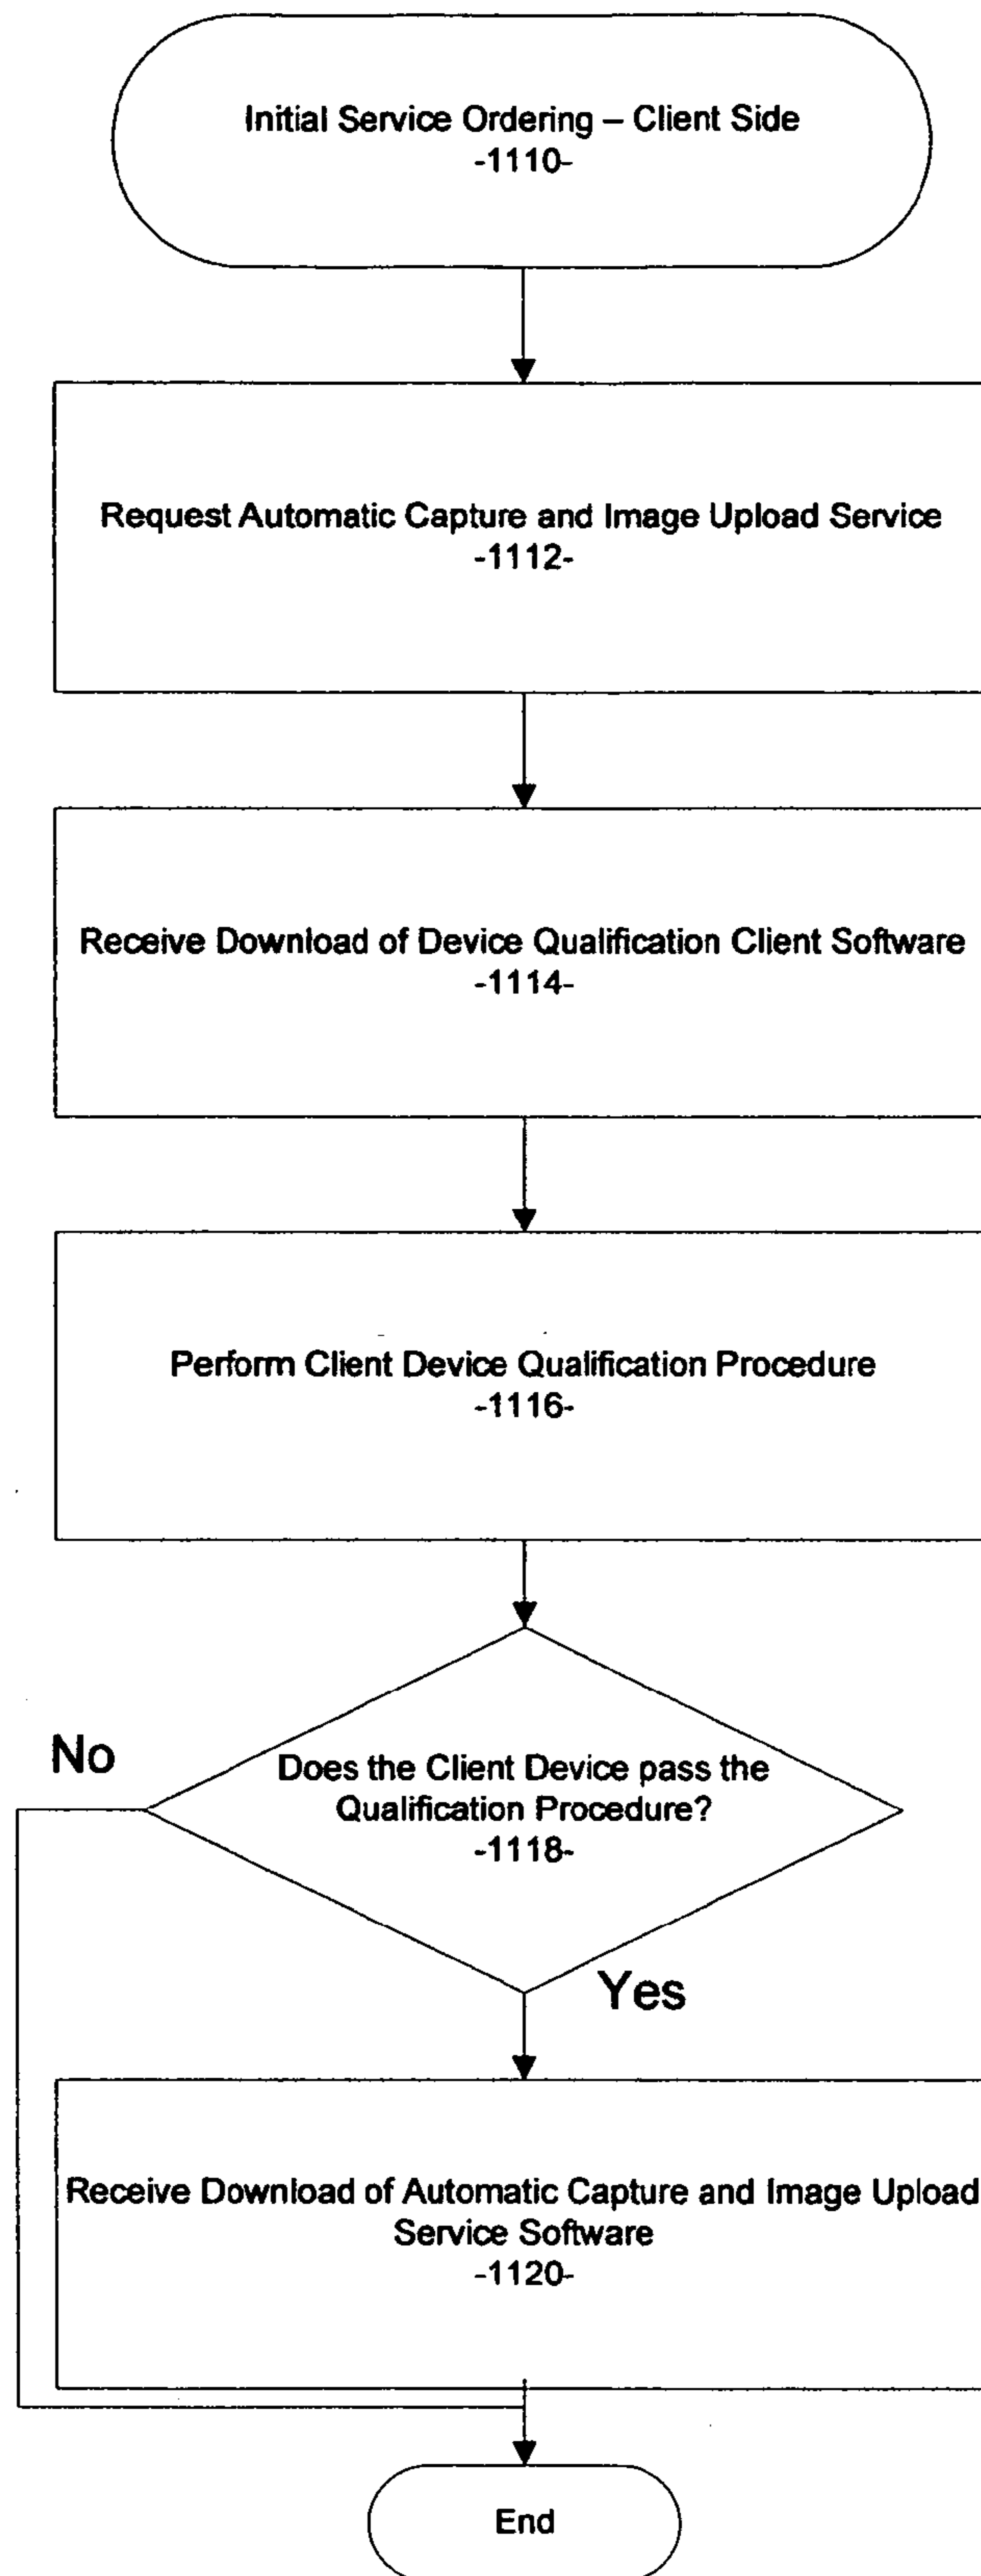 Initial Service Ordering – Client Side
-1110-
Request Automatic Capture and Image Upload Service
-1112-
Receive Download of Device Qualification Client Software
-1114-
Perform Client Device Qualification Procedure
-1116-
No
Does the Client Device pass the
Qualification Procedure?
-1118-
Yes
Receive Download of Automatic Capture and Image Upload
Service Software
-1120-
End